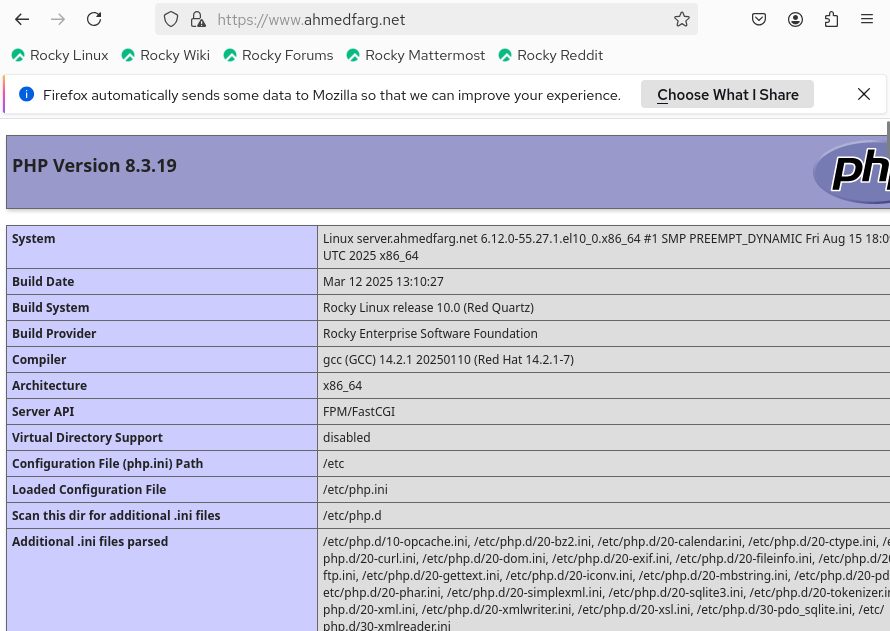 https://www.ahmedfarg.net
Rocky Linux Rocky Wiki Rocky Forums Rocky Mattermost Rocky Reddit
Firefox automatically sends some data to Mozilla so that we can improve your experience. Choose What I Share
PHP Version 8.3.19
php
System Linux server.ahmedfarg.net 6.12.0-55.27.1.el10_0.x86_64 #1 SMP PREEMPT_DYNAMIC Fri Aug 15 18:0
UTC 2025 x86_64
Build Date Mar 12 2025 13:10:27
Build System Rocky Linux release 10.0 (Red Quartz)
Build Provider Rocky Enterprise Software Foundation
Compiler gcc (GCC) 14.2.1 20250110 (Red Hat 14.2.1-7)
Architecture x86_64
Server API FPM/FastCGI
Virtual Directory Support disabled
Configuration File (php.ini) Path /etc
Loaded Configuration File /etc/php.ini
Scan this dir for additional .ini files /etc/php.d
Additional .ini files parsed /etc/php.d/10-opcache.ini, /etc/php.d/20-bz2.ini, /etc/php.d/20-calendar.ini, /etc/php.d/20-ctype.ini,
php.d/20-curl.ini, /etc/php.d/20-dom.ini, /etc/php.d/20-exif.ini, /etc/php.d/20-fileinfo.ini,
ftp.ini, /etc/php.d/20-gettext.ini, /etc/php.d/20-iconv.ini, /etc/php.d/20-mbstring.ini, /etc/php.d/20-pd
etc/php.d/20-phar.ini, /etc/php.d/20-simplexml.ini, /etc/php.d/20-sqlite3.ini, /etc/php.d/20-tokenizer.in
php.d/20-xml.ini, /etc/php.d/20-xmlwriter.ini, /etc/php.d/20-xsl.ini, /etc/php.d/30-pdo_sqlite.ini, /etc/
php.d/30-xmlreader.ini